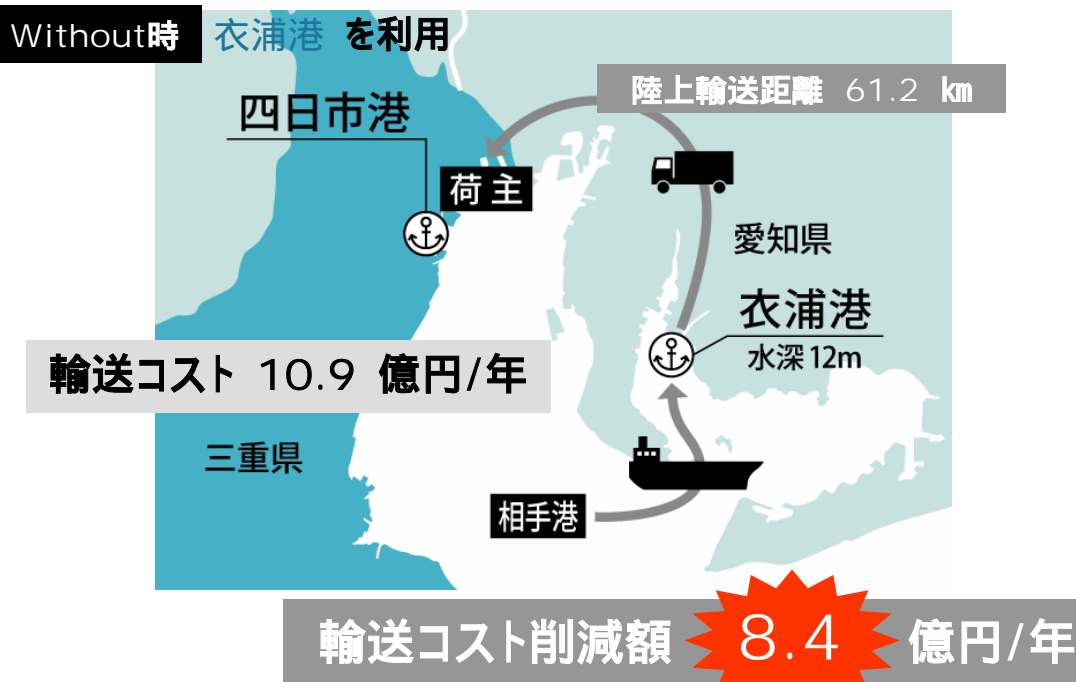 Without時 衣浦港 を利用
陸上輸送距離 61.2 ㎞
四日市港
荷主
愛知県
衣浦港
水深12m
輸送コスト 10.9 億円/年
三重県
相手港
輸送コスト削減額 8.4 億円/年